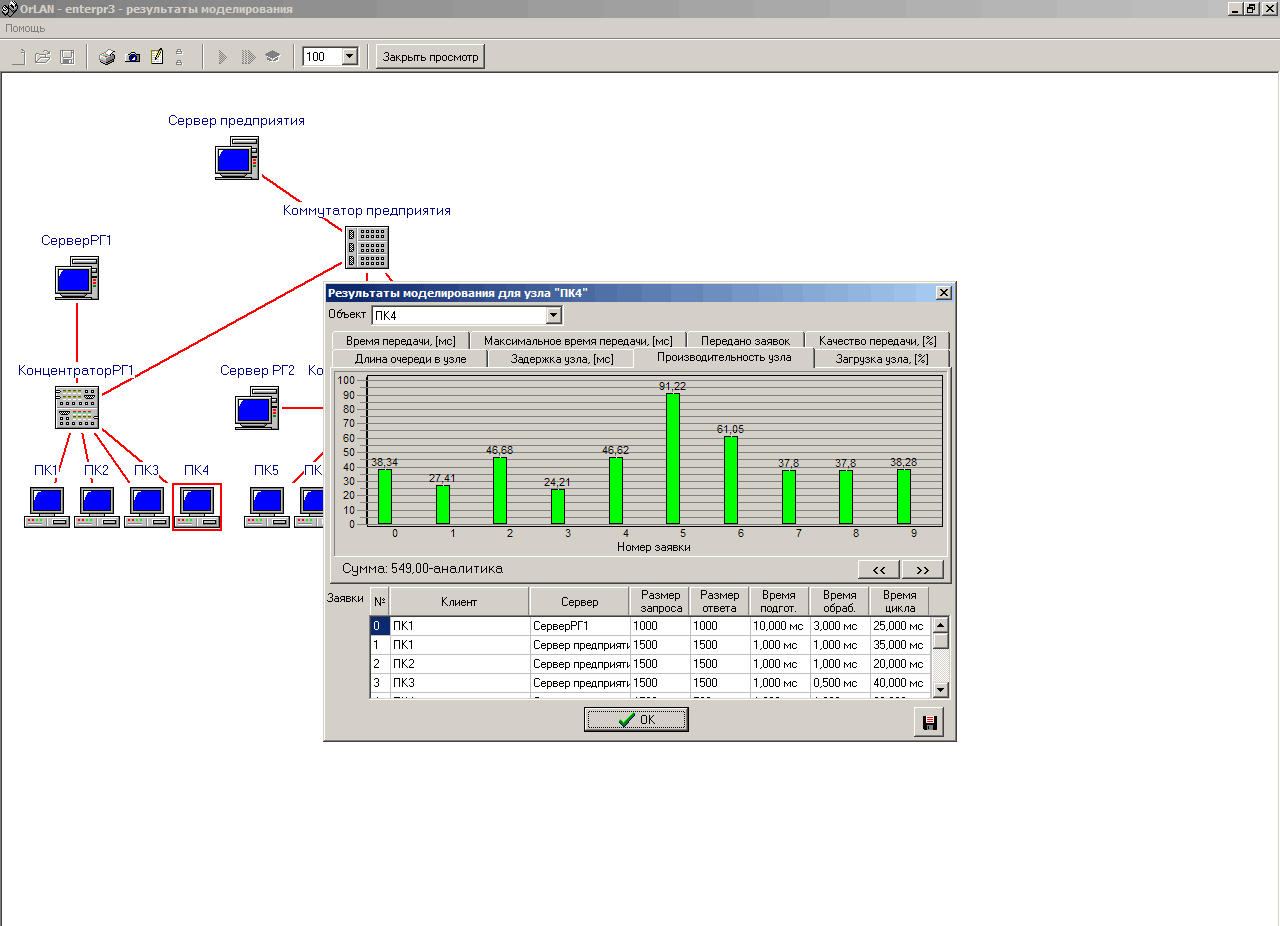 OrLAN - enterpr3 - результаты моделирования
Помощь
100
Закрыть просмотр
Сервер предприятия
Коммутатор предприятия
СерверРГ1
КонцентраторРГ1
Сервер РГ2
Ко
ПК1
ПК2
ПК3
ПК4
ПК5
ПК
Результаты моделирования для узла "ПК4"
Объект ПК4
Время передачи, [мс] Максимальное время передачи, [мс] Передано заявок Качество передачи, [%]
Длина очереди в узле Задержка узла, [мс] Производительность узла Загрузка узла, [%]
100
90
80
70
60
50
40
30
20
10
0
38,34
27,41
46,68
24,21
46,62
91,22
61,05
37,8
37,8
38,28
0 1 2 3 4 5 6 7 8 9
Номер заявки
Сумма: 549,00-аналитика
<< >>
Заявки
№ Клиент Сервер Размер запроса Размер ответа Время подгот. Время обраб. Время цикла
0 ПК1 СерверРГ1 1000 1000 10,000 мс 3,000 мс 25,000 мс
1 ПК1 Сервер предприяти 1500 1500 1,000 мс 1,000 мс 35,000 мс
2 ПК2 Сервер предприяти 1500 1500 1,000 мс 1,000 мс 20,000 мс
3 ПК3 Сервер предприяти 1500 1500 1,000 мс 0,500 мс 40,000 мс
OK